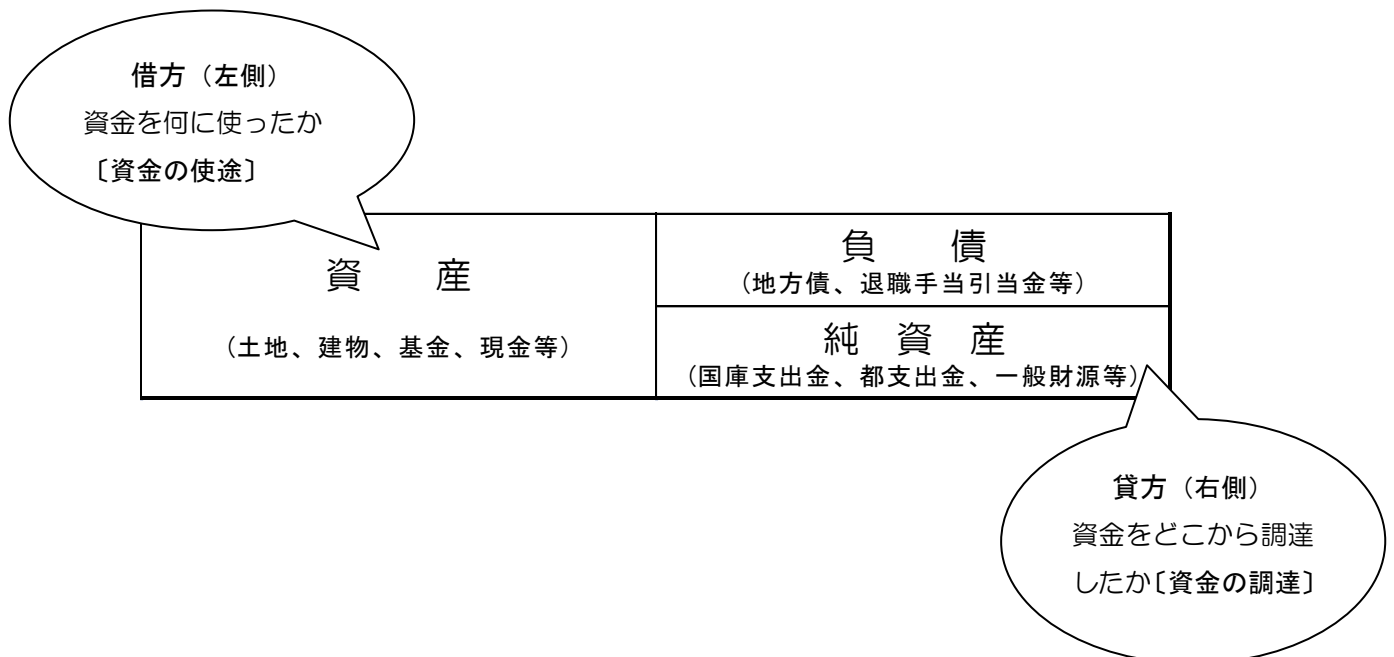 借方（左側）
資金を何に使ったか
〔資金の使途〕
資　産
（土地、建物、基金、現金等）
負　債
（地方債、退職手当引当金等）
純　資　産
（国庫支出金、都支出金、一般財源等）
貸方（右側）
資金をどこから調達
したか〔資金の調達〕